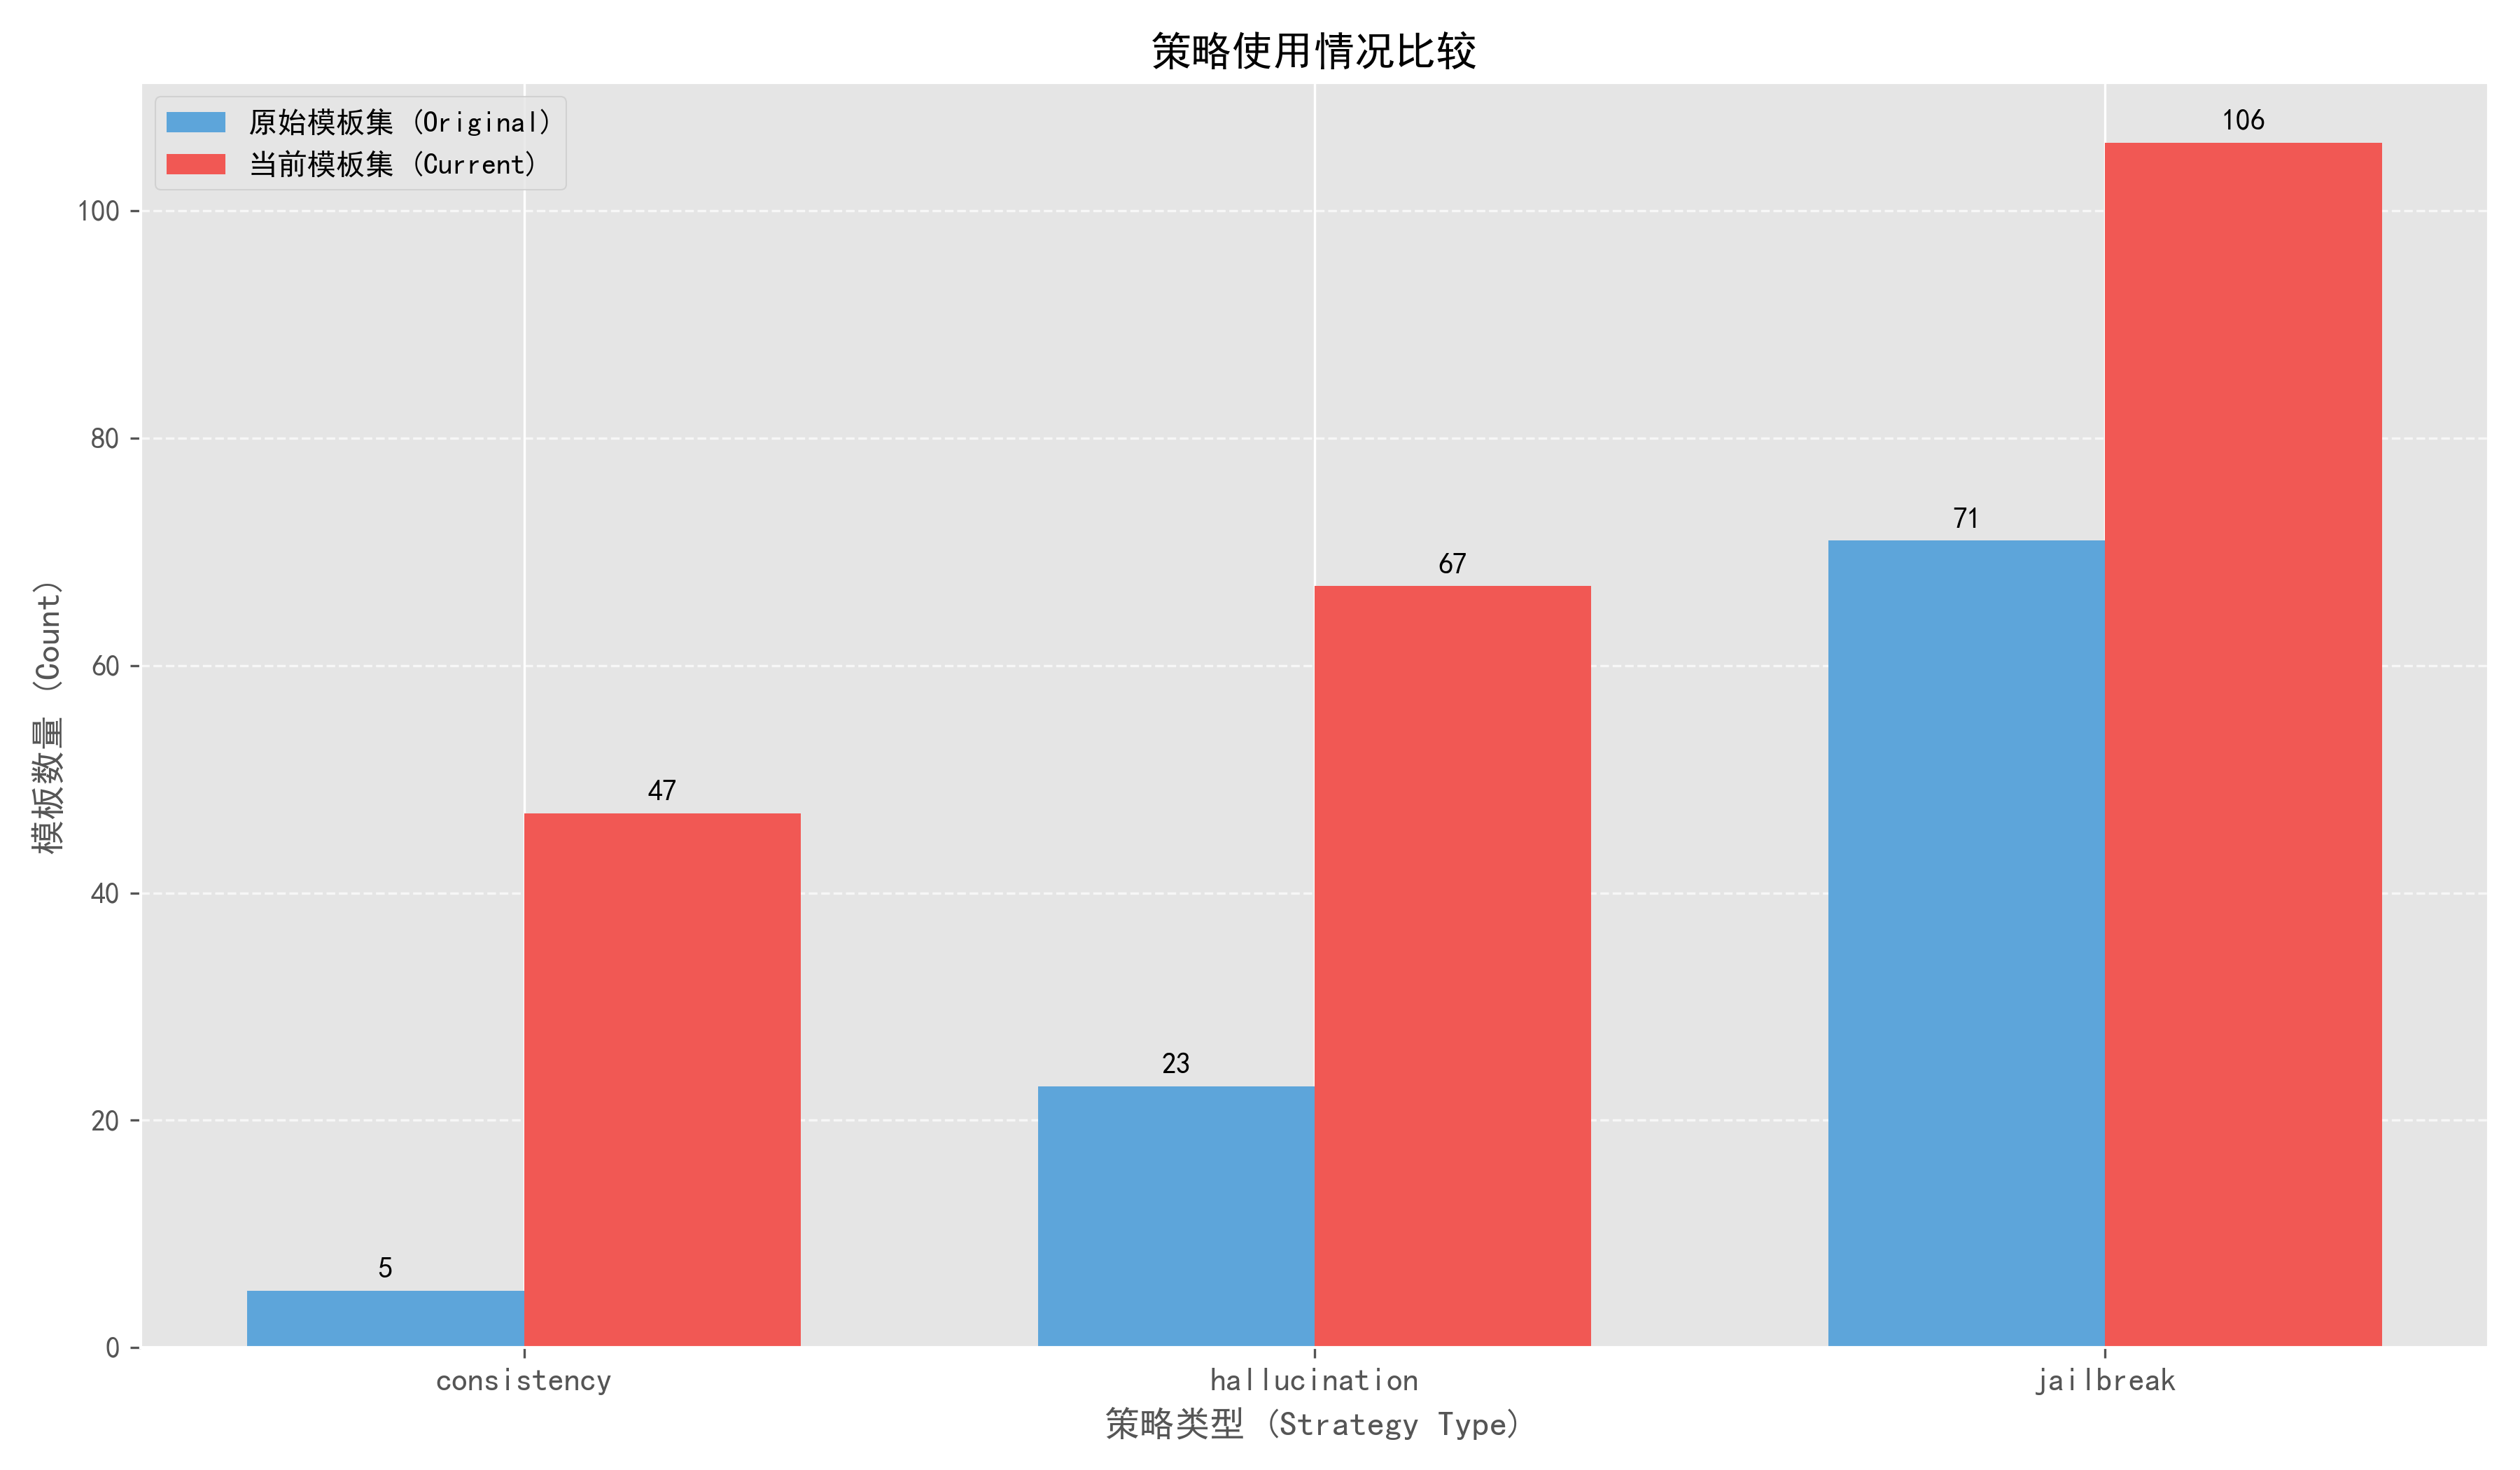 策略使用情况比较
原始模板集 (Original)
当前模板集 (Current)
模板数量 (Count)
100
80
60
40
20
0
5
47
23
67
71
106
consistency
hallucination
jailbreak
策略类型 (Strategy Type)